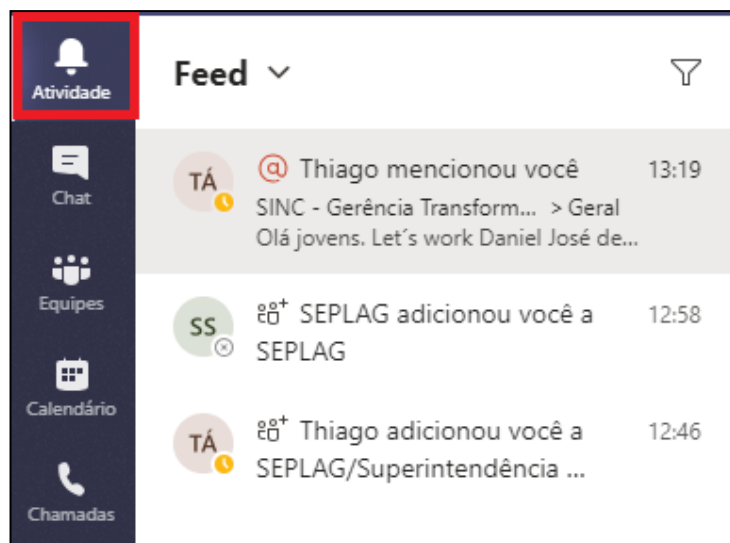 Atividade
Chat
Equipes
Calendário
Chamadas
Feed
TÁ
@ Thiago mencionou você 13:19
SINC - Gerência Transform... > Geral
Olá jovens. Let´s work Daniel José de...
SS
SEPLAG adicionou você a 12:58
SEPLAG
TÁ
Thiago adicionou você a 12:46
SEPLAG/Superintendência ...